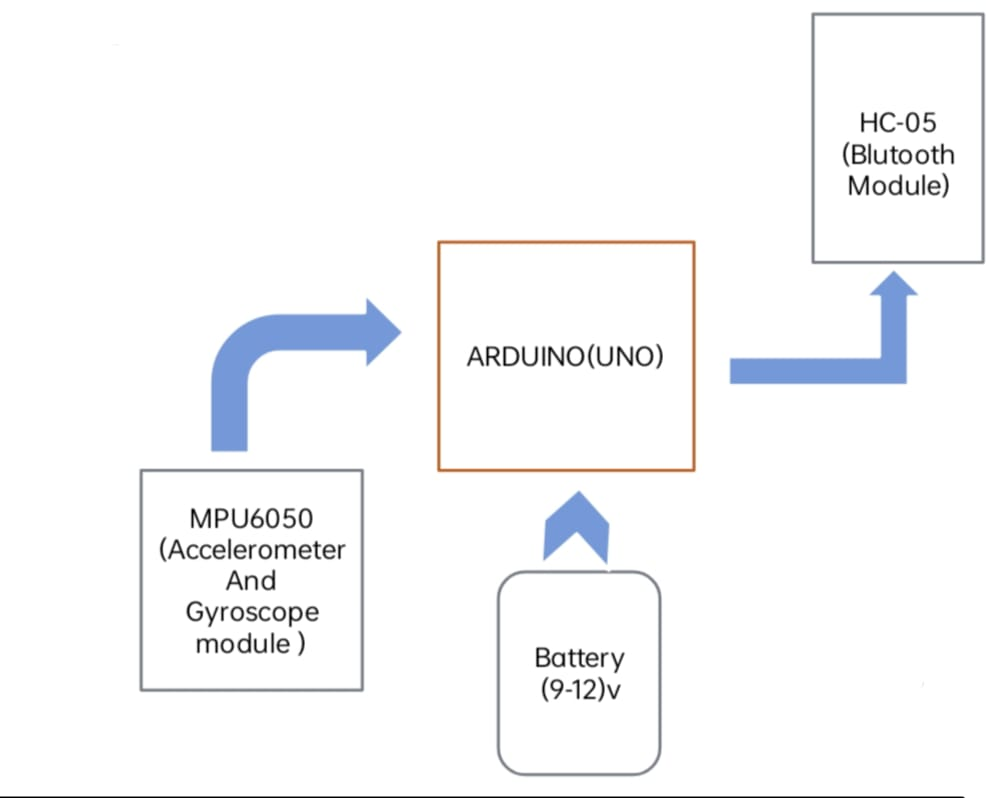 HC-05
(Blutooth
Module)
ARDUINO(UNO)
MPU6050
(Accelerometer
And
Gyroscope
module )
Battery
(9-12)v